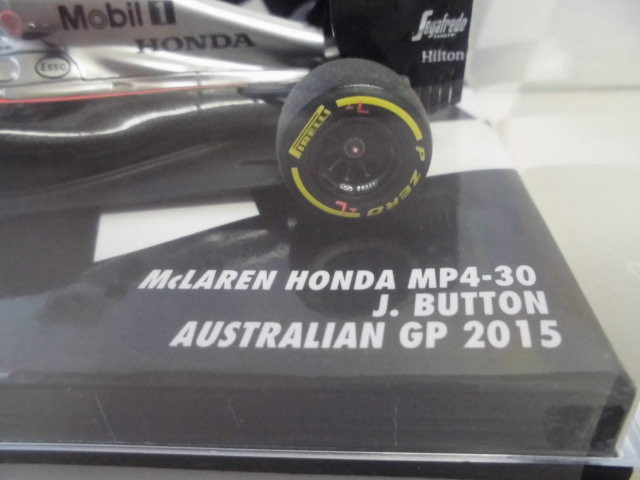 Mobil 1
HONDA
Esso
Segafredo
Hilton
PIRELLI
P ZERO
McLAREN HONDA MP4-30
J. BUTTON
AUSTRALIAN GP 2015